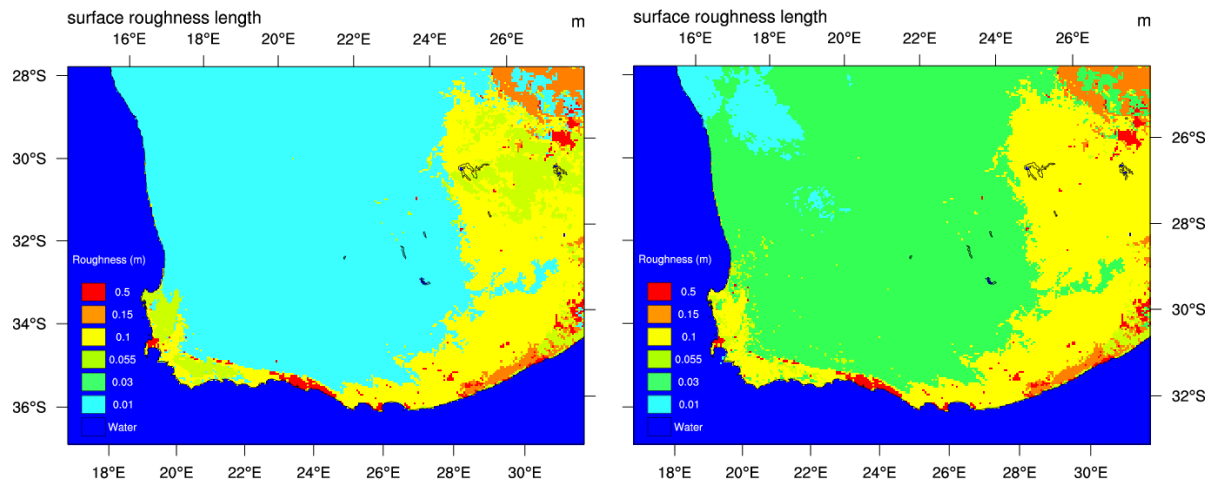 surface roughness length
m
16°E 18°E 20°E 22°E 24°E 26°E
28°S
30°S
32°S
34°S
36°S
Roughness (m)
0.5
0.15
0.1
0.055
0.03
0.01
Water
18°E 20°E 22°E 24°E 26°E 28°E 30°E
surface roughness length
m
16°E 18°E 20°E 22°E 24°E 26°E
26°S
28°S
30°S
32°S
Roughness (m)
0.5
0.15
0.1
0.055
0.03
0.01
Water
18°E 20°E 22°E 24°E 26°E 28°E 30°E